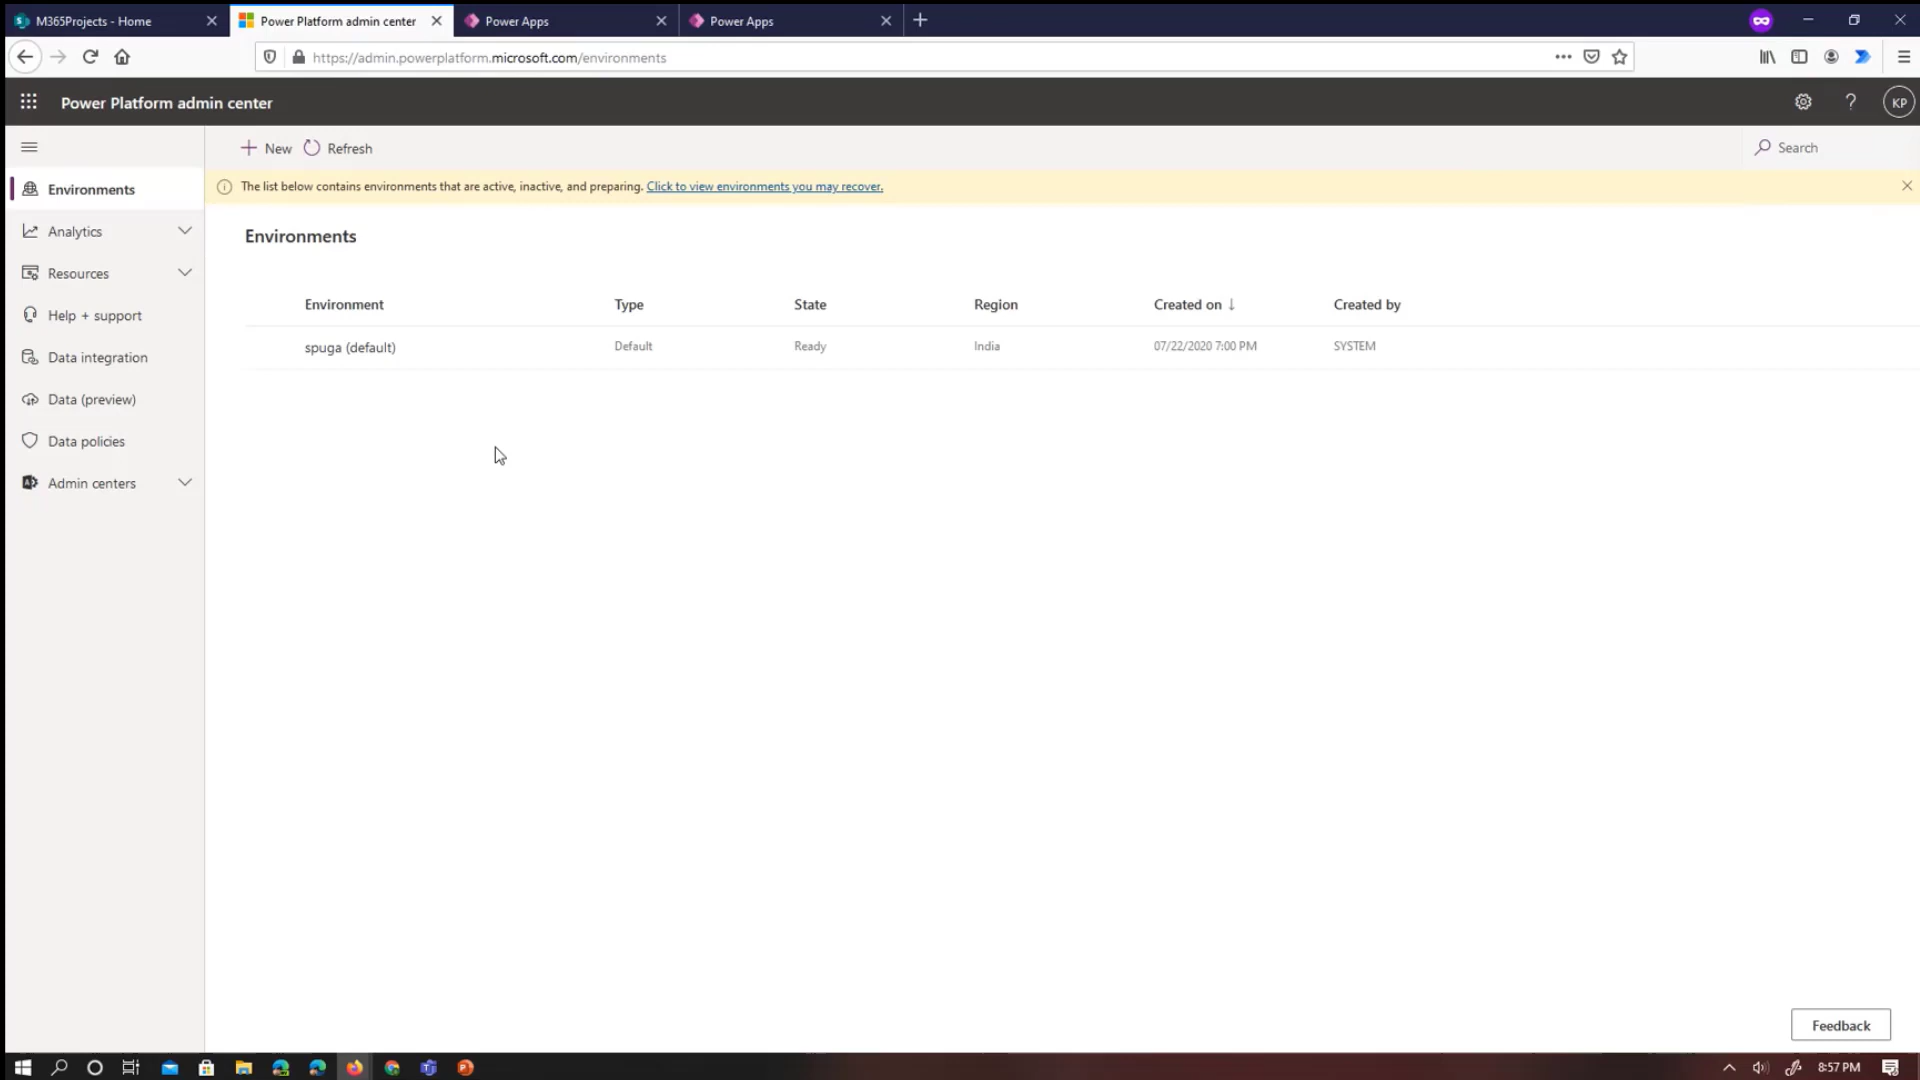 M365Projects - Home
Power Platform admin center
Power Apps
Power Apps
https://admin.powerplatform.microsoft.com/environments
Power Platform admin center
?
KP
New
Refresh
Search
Environments
The list below contains environments that are active, inactive, and preparing. Click to view environments you may recover.
Analytics
Resources
Help + support
Data integration
Data (preview)
Data policies
Admin centers
Environments
Environment Type State Region Created on ↓ Created by
spuga (default) Default Ready India 07/22/2020 7:00 PM SYSTEM
Feedback
8:57 PM